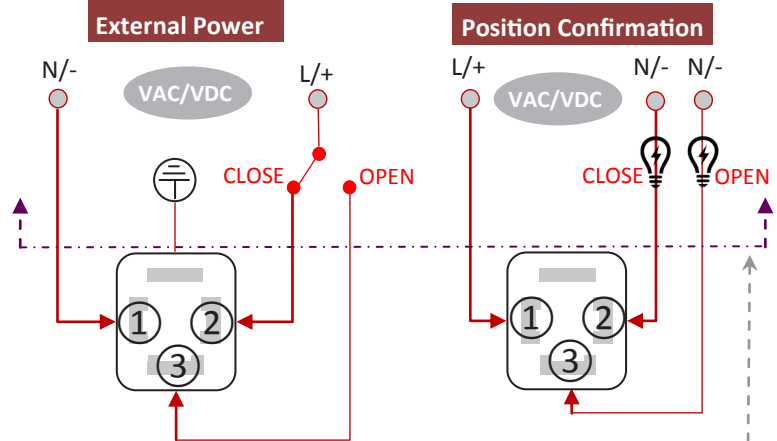 External Power
Position Confirmation
N/-
L/+
L/+
N/-
N/-
VAC/VDC
VAC/VDC
CLOSE
OPEN
CLOSE
OPEN
1
2
3
1
2
3